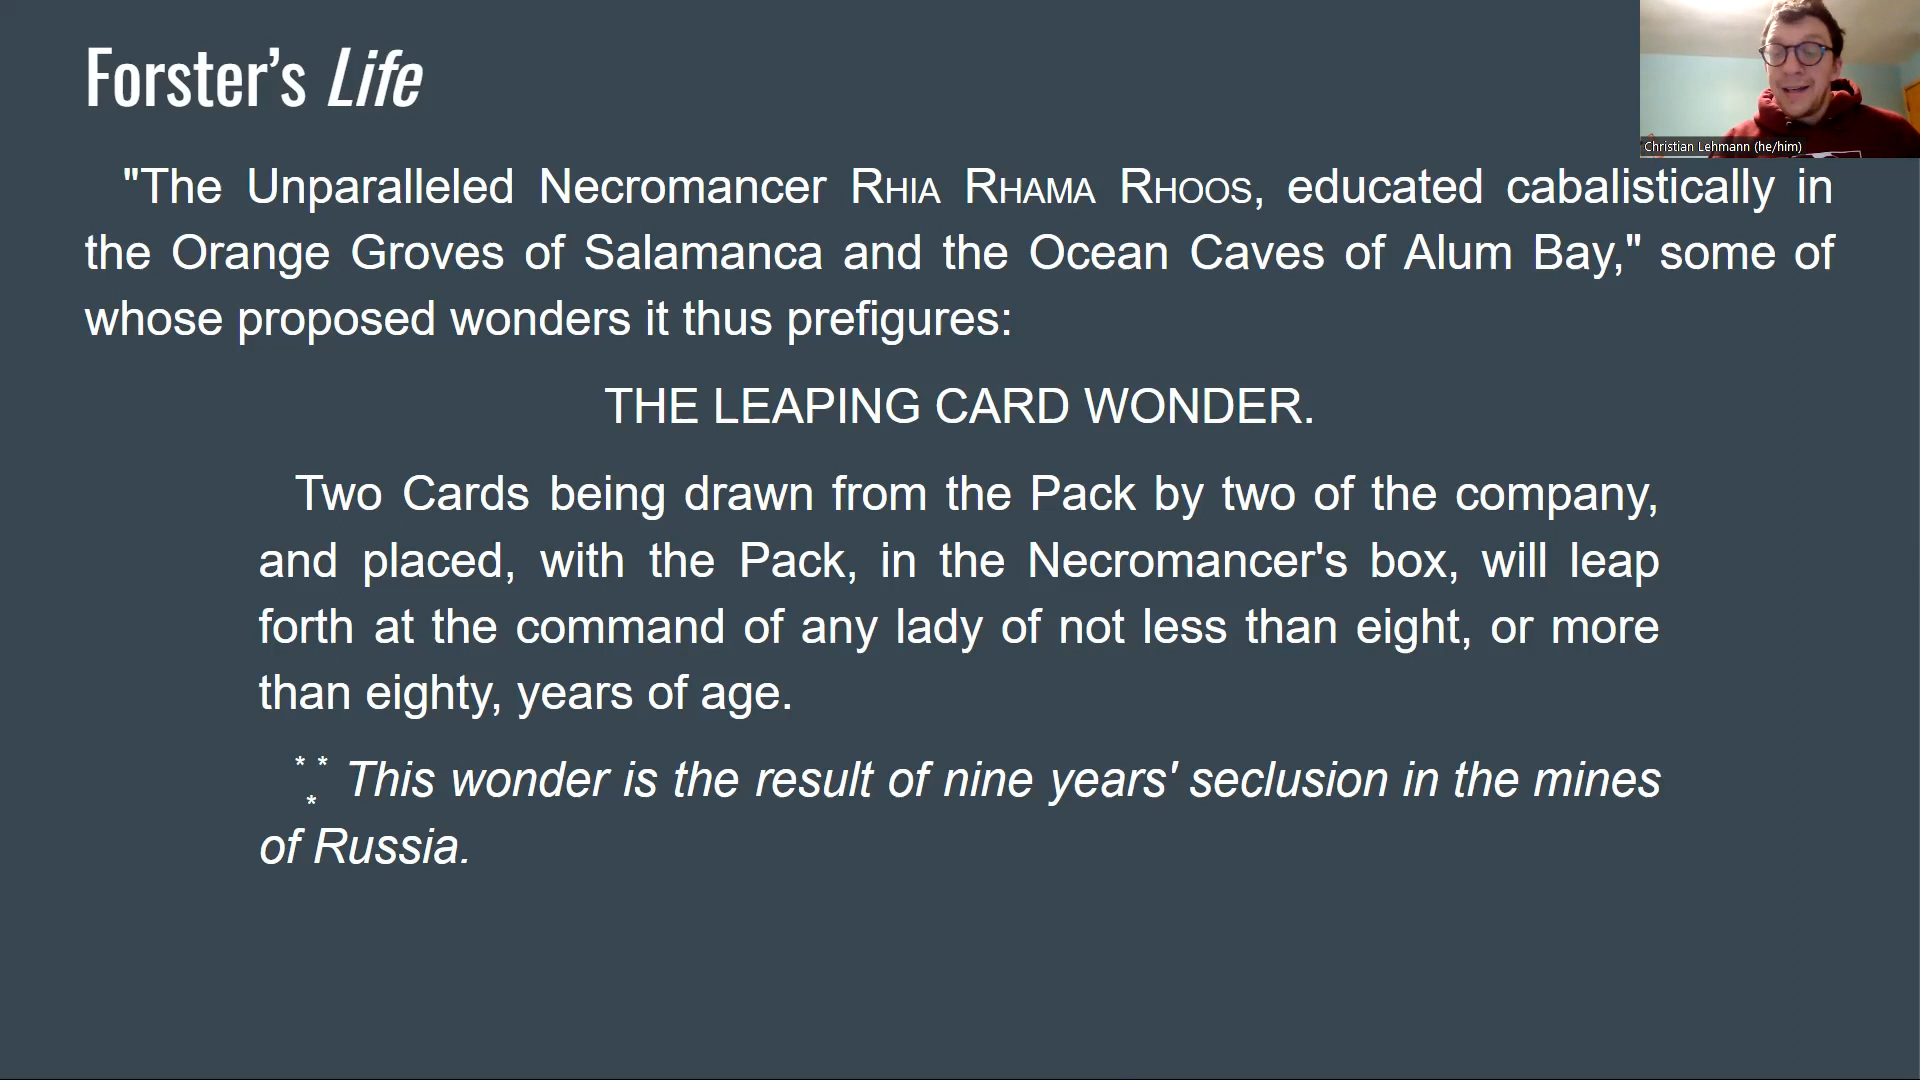 Forster’s Life
Christian Lehmann (he/him)
"The Unparalleled Necromancer RHIA RHAMA RHOOS, educated cabalistically in
the Orange Groves of Salamanca and the Ocean Caves of Alum Bay," some of
whose proposed wonders it thus prefigures:
THE LEAPING CARD WONDER.
Two Cards being drawn from the Pack by two of the company,
and placed, with the Pack, in the Necromancer's box, will leap
forth at the command of any lady of not less than eight, or more
than eighty, years of age.
*** This wonder is the result of nine years' seclusion in the mines
of Russia.